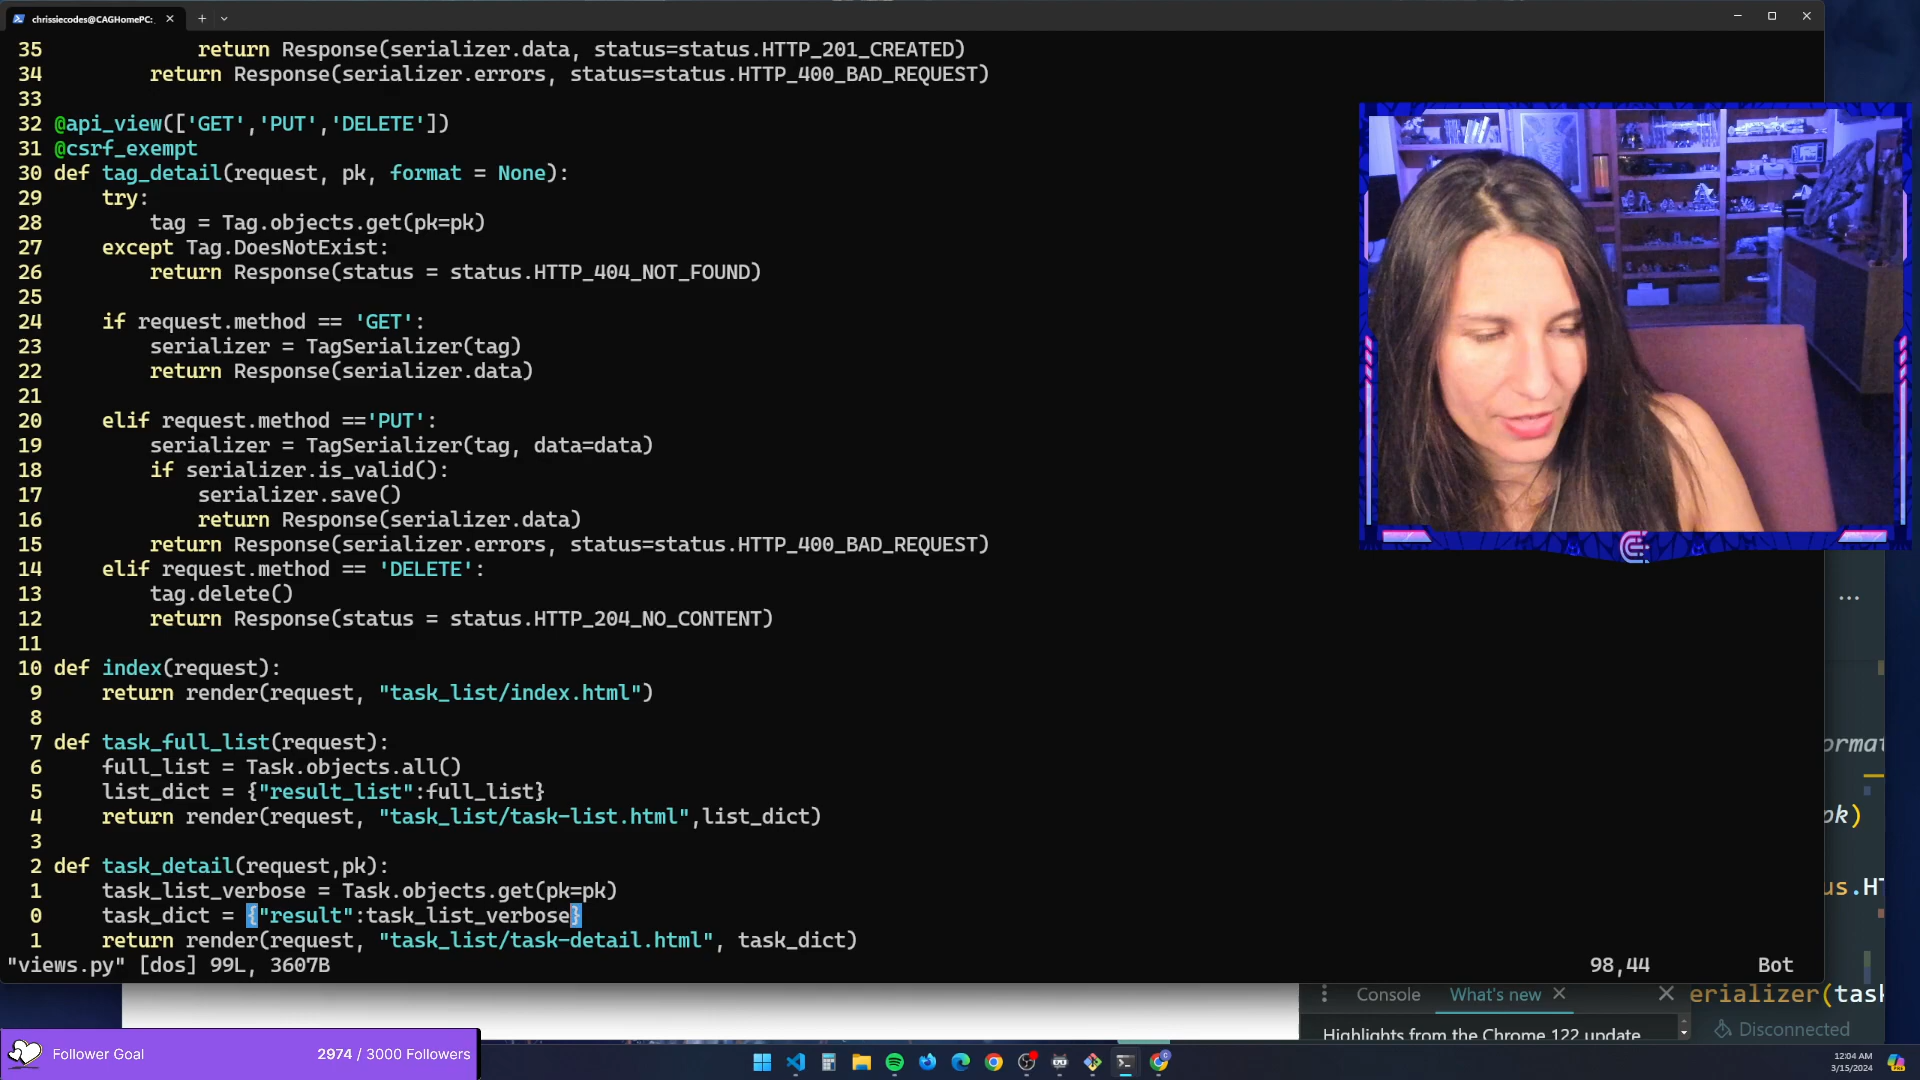 chrissiecodes@CAGHomePC:
35 return Response(serializer.data, status=status.HTTP_201_CREATED)
34 return Response(serializer.errors, status=status.HTTP_400_BAD_REQUEST)
33
32 @api_view(['GET','PUT','DELETE'])
31 @csrf_exempt
30 def tag_detail(request, pk, format = None):
29 try:
28 tag = Tag.objects.get(pk=pk)
27 except Tag.DoesNotExist:
26 return Response(status = status.HTTP_404_NOT_FOUND)
25
24 if request.method == 'GET':
23 serializer = TagSerializer(tag)
22 return Response(serializer.data)
21
20 elif request.method =='PUT':
19 serializer = TagSerializer(tag, data=data)
18 if serializer.is_valid():
17 serializer.save()
16 return Response(serializer.data)
15 return Response(serializer.errors, status=status.HTTP_400_BAD_REQUEST)
14 elif request.method == 'DELETE':
13 tag.delete()
12 return Response(status = status.HTTP_204_NO_CONTENT)
11
10 def index(request):
9 return render(request, "task_list/index.html")
8
7 def task_full_list(request):
6 full_list = Task.objects.all()
5 list_dict = {"result_list":full_list}
4 return render(request, "task_list/task-list.html",list_dict)
3
2 def task_detail(request,pk):
1 task_list_verbose = Task.objects.get(pk=pk)
0 task_dict = {"result":task_list_verbose}
1 return render(request, "task_list/task-detail.html", task_dict)
"views.py" [dos] 99L, 3607B 98,44 Bot
ormat
pk)
us.HT
erializer(task
Console What's new
Highlights from the Chrome 122 update
Disconnected
Follower Goal 2974 / 3000 Followers
12:04 AM
3/15/2024